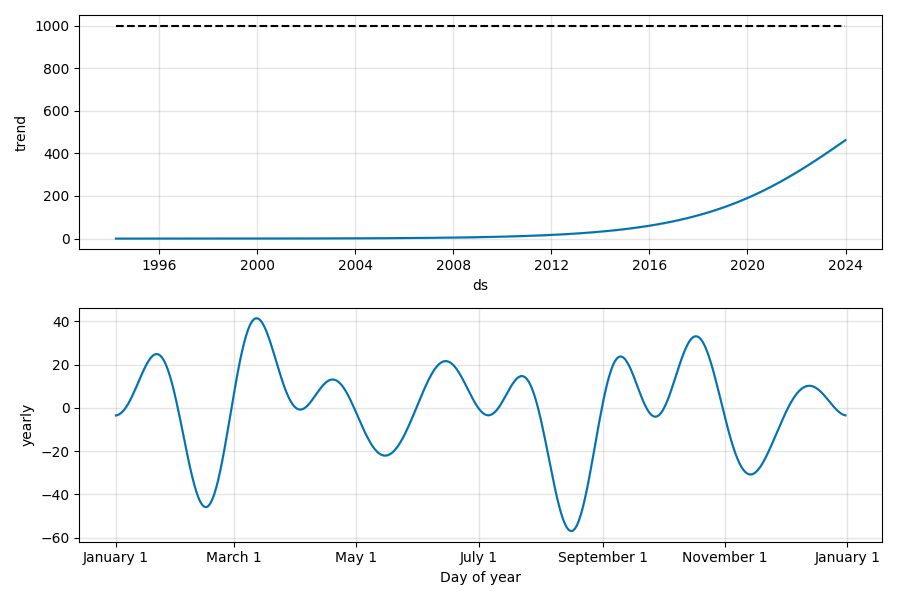 1000
800
600
400
200
0
trend
1996 2000 2004 2008 2012 2016 2020 2024
ds
40
20
0
−20
−40
−60
yearly
January 1 March 1 May 1 July 1 September 1 November 1 January 1
Day of year